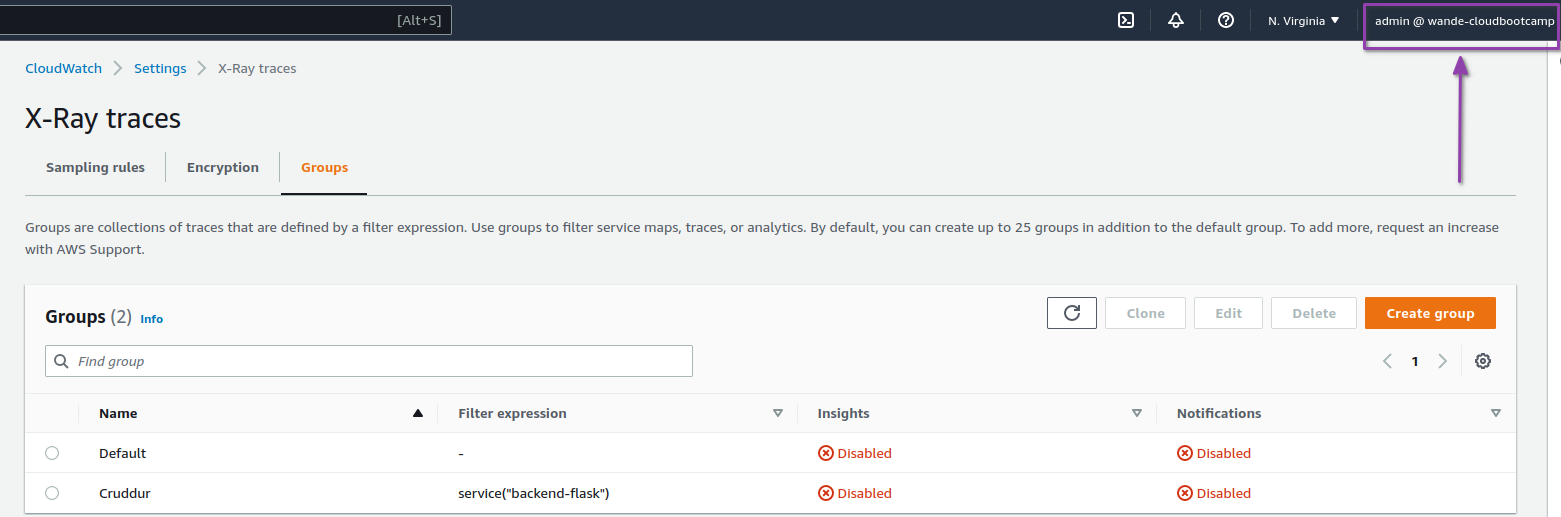 [Alt+S] N. Virginia admin @ wande-cloudbootcamp
CloudWatch Settings X-Ray traces
X-Ray traces
Sampling rules Encryption Groups
Groups are collections of traces that are defined by a filter expression. Use groups to filter service maps, traces, or analytics. By default, you can create up to 25 groups in addition to the default group. To add more, request an increase
with AWS Support.
Groups (2) Info Clone Edit Delete Create group
Find group 1
Name Filter expression Insights Notifications
Default - Disabled Disabled
Cruddur service("backend-flask") Disabled Disabled